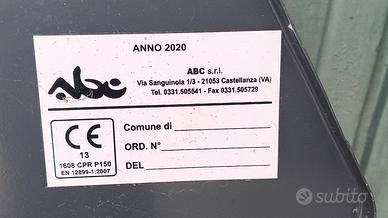 ANNO 2020
abc
ABC s.r.l.
Via Sanguinola 1/3 - 21053 Castellanza (VA)
Tel. 0331.505541 - Fax 0331.505729
CE
13
1608 CPR P150
EN 12899-1:2007
Comune di
ORD. N°
DEL
subito